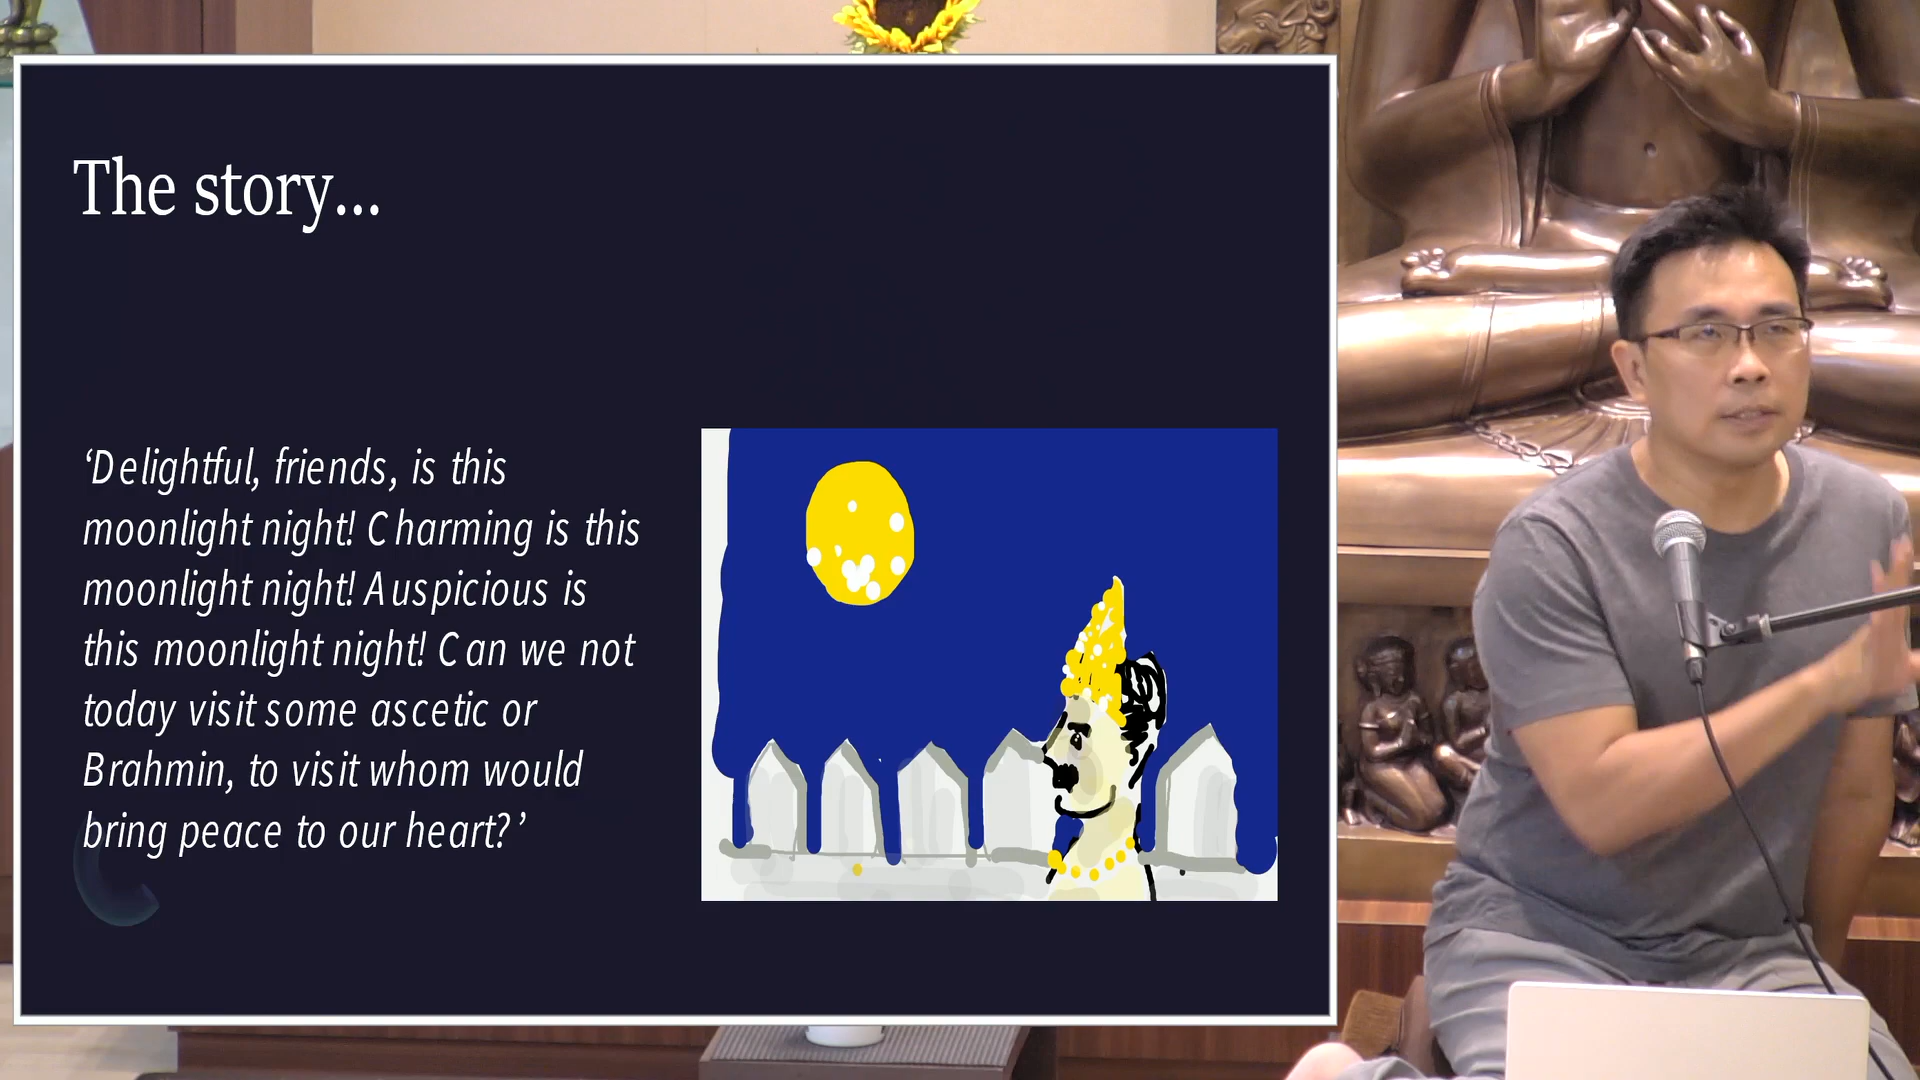 The story...
‘Delightful, friends, is this
moonlight night! Charming is this
moonlight night! Auspicious is
this moonlight night! Can we not
today visit some ascetic or
Brahmin, to visit whom would
bring peace to our heart?’